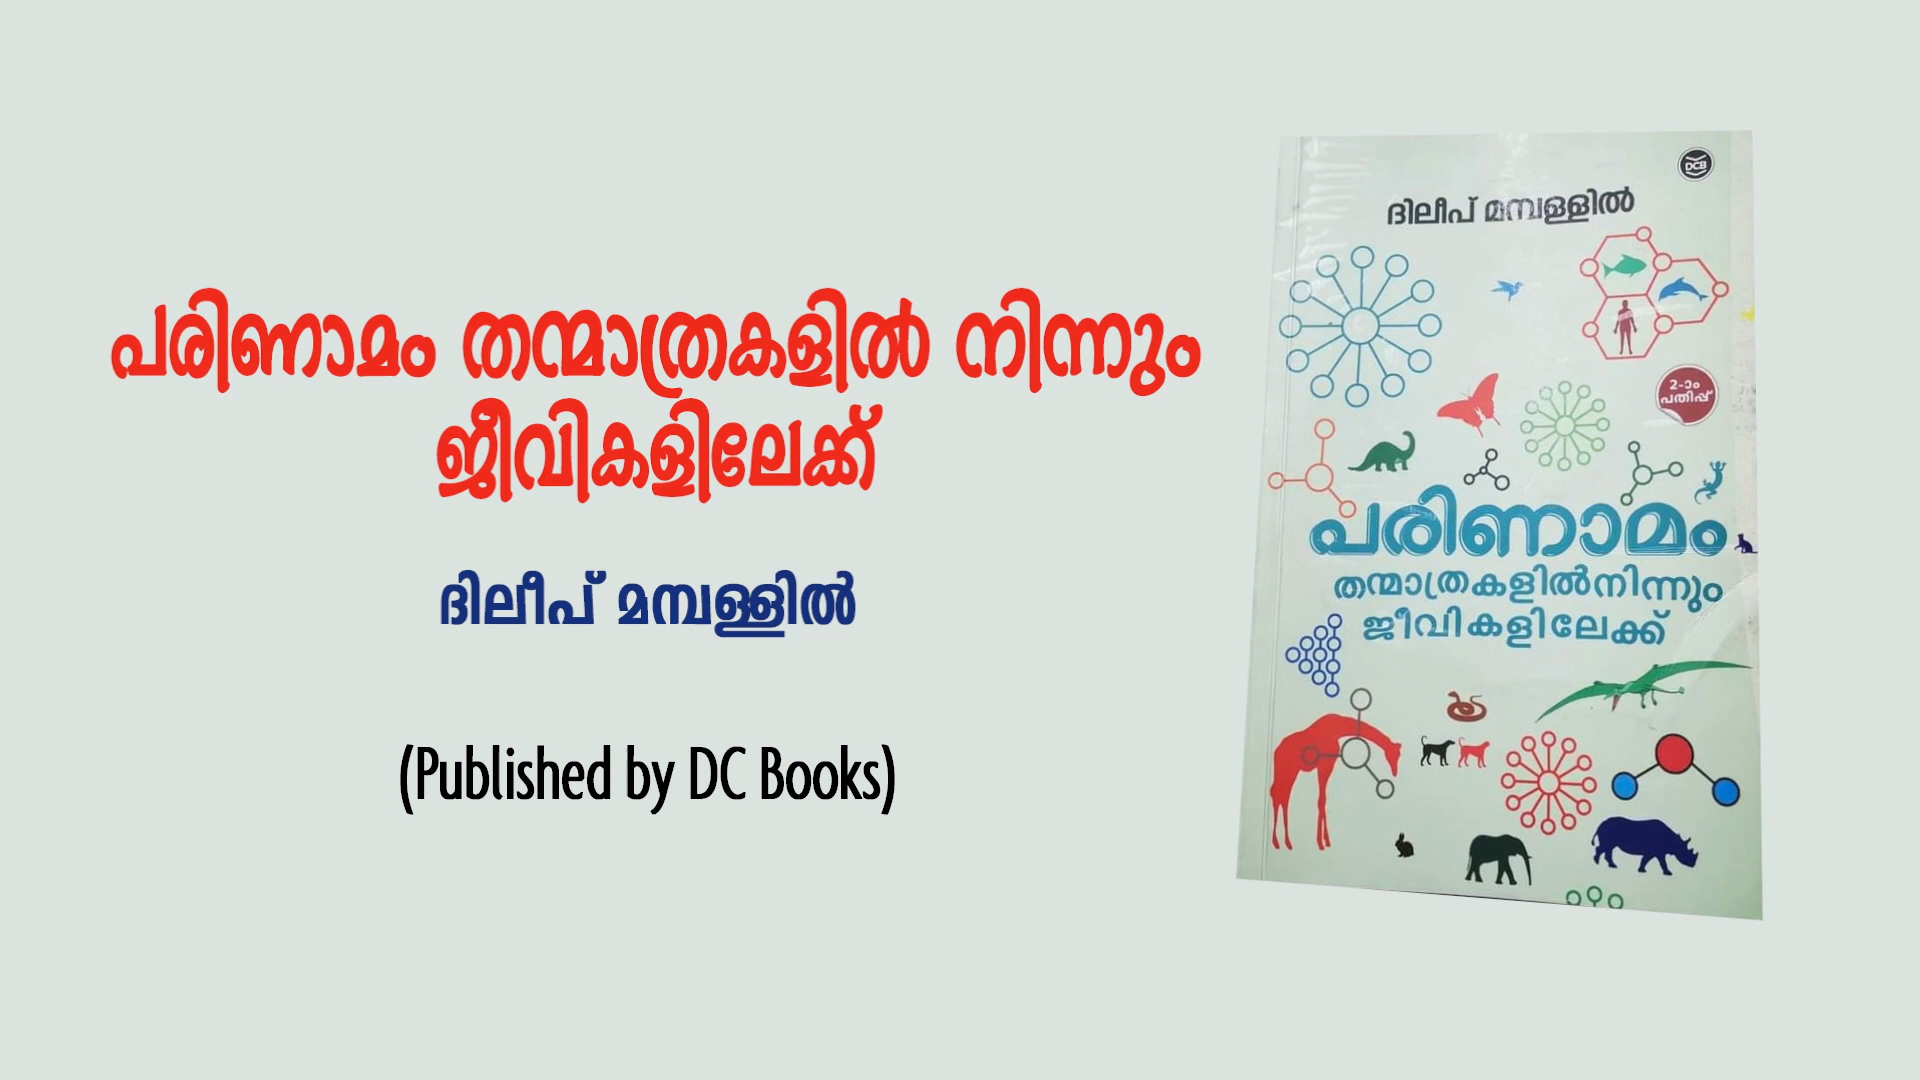 പരിണാമം തന്മാത്രകളിൽ നിന്നും
ജീവികളിലേക്ക്
ദിലീപ് മമ്പള്ളിൽ
(Published by DC Books)
DCB
ദിലീപ് മമ്പള്ളിൽ
2-ാം
പതിപ്പ്
പരിണാമം
തന്മാത്രകളിൽനിന്നും
ജീവികളിലേക്ക്